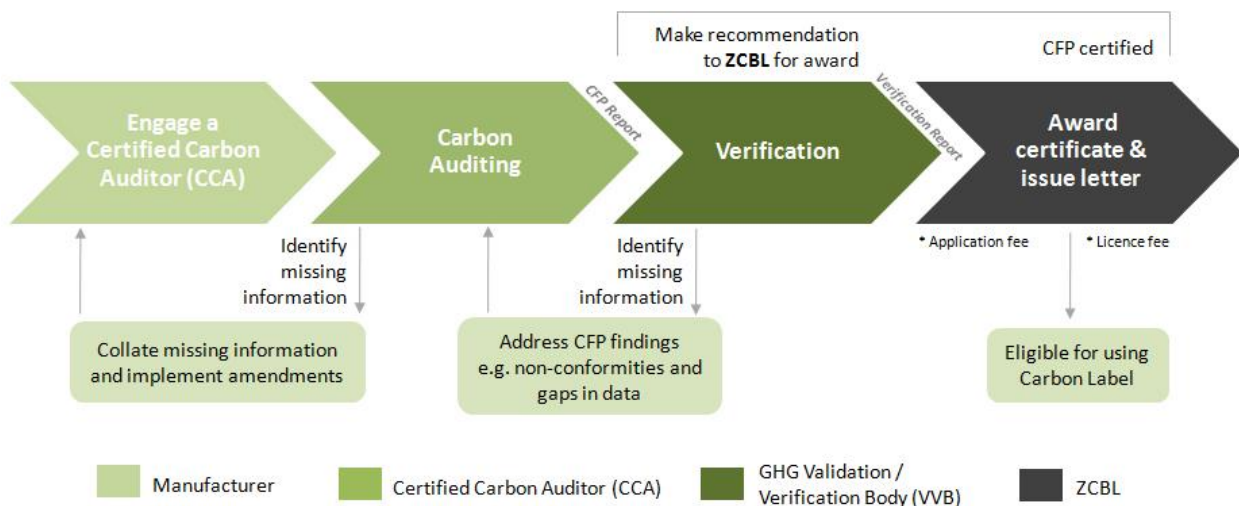 Make recommendation
to ZCBL for award
CFP certified
Engage a
Certified Carbon
Auditor (CCA)
Carbon
Auditing
CFP Report
Verification
Verification Report
Award
certificate &
issue letter
* Application fee
* Licence fee
Identify
missing
information
Identify
missing
information
Collate missing information
and implement amendments
Address CFP findings
e.g. non-conformities and
gaps in data
Eligible for using
Carbon Label
Manufacturer
Certified Carbon Auditor (CCA)
GHG Validation /
Verification Body (VVB)
ZCBL